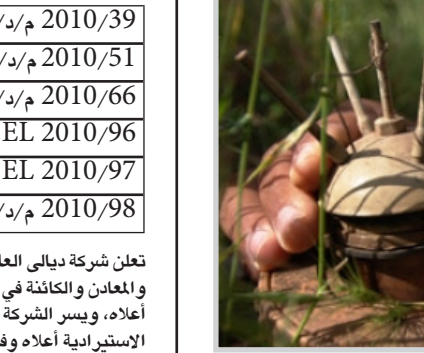 2010/39 م/د/
2010/51 م/د/
2010/66 م/د/
EL 2010/96
EL 2010/97
2010/98 م/د/
تعلن شركة ديالى العا
والمعادن والكائنة في
أعلاه، ويسر الشركة
الاستيرادية أعلاه وف